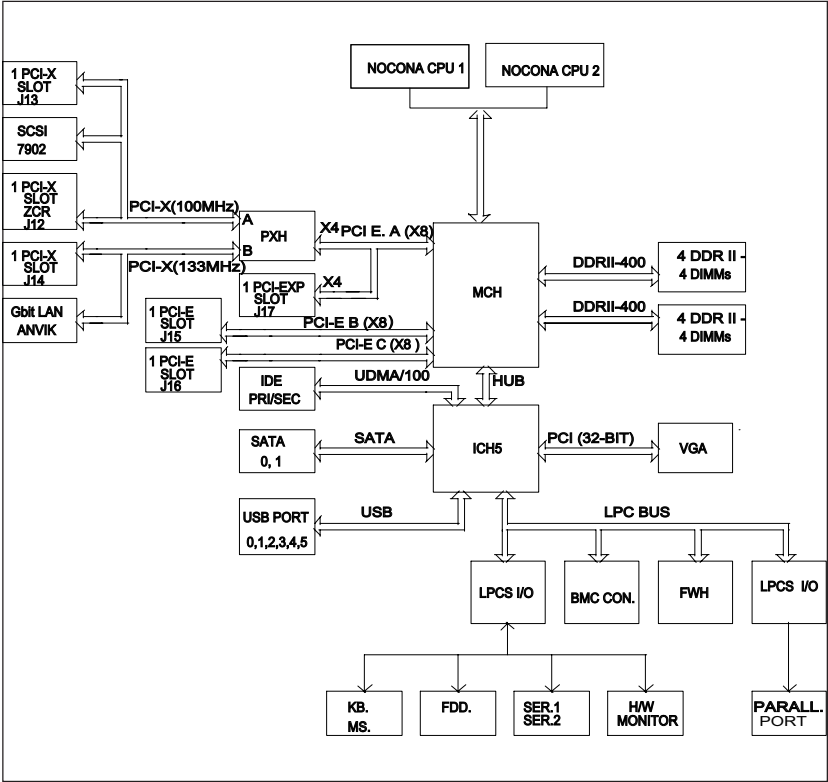 NOCONA CPU 1
NOCONA CPU 2
1 PCI-X
SLOT
J13
SCSI
7902
1 PCI-X
SLOT
ZCR
J12
PCI-X(100MHz)
A
B
PXH
X4
PCI E. A (X8)
1 PCI-X
SLOT
J14
PCI-X(133MHz)
Gbit LAN
ANVIK
1 PCI-EXP
SLOT
J17
X4
MCH
DDRII-400
4 DDR II -
4 DIMMs
DDRII-400
4 DDR II -
4 DIMMs
1 PCI-E
SLOT
J15
PCI-E B (X8)
1 PCI-E
SLOT
J16
PCI-E C (X8 )
IDE
PRI/SEC
UDMA/100
HUB
SATA
0, 1
SATA
ICH5
PCI (32-BIT)
VGA
USB PORT
0,1,2,3,4,5
USB
LPC BUS
LPCS I/O
BMC CON.
FWH
LPCS I/O
KB.
MS.
FDD.
SER.1
SER.2
H/W
MONITOR
PARALL.
PORT